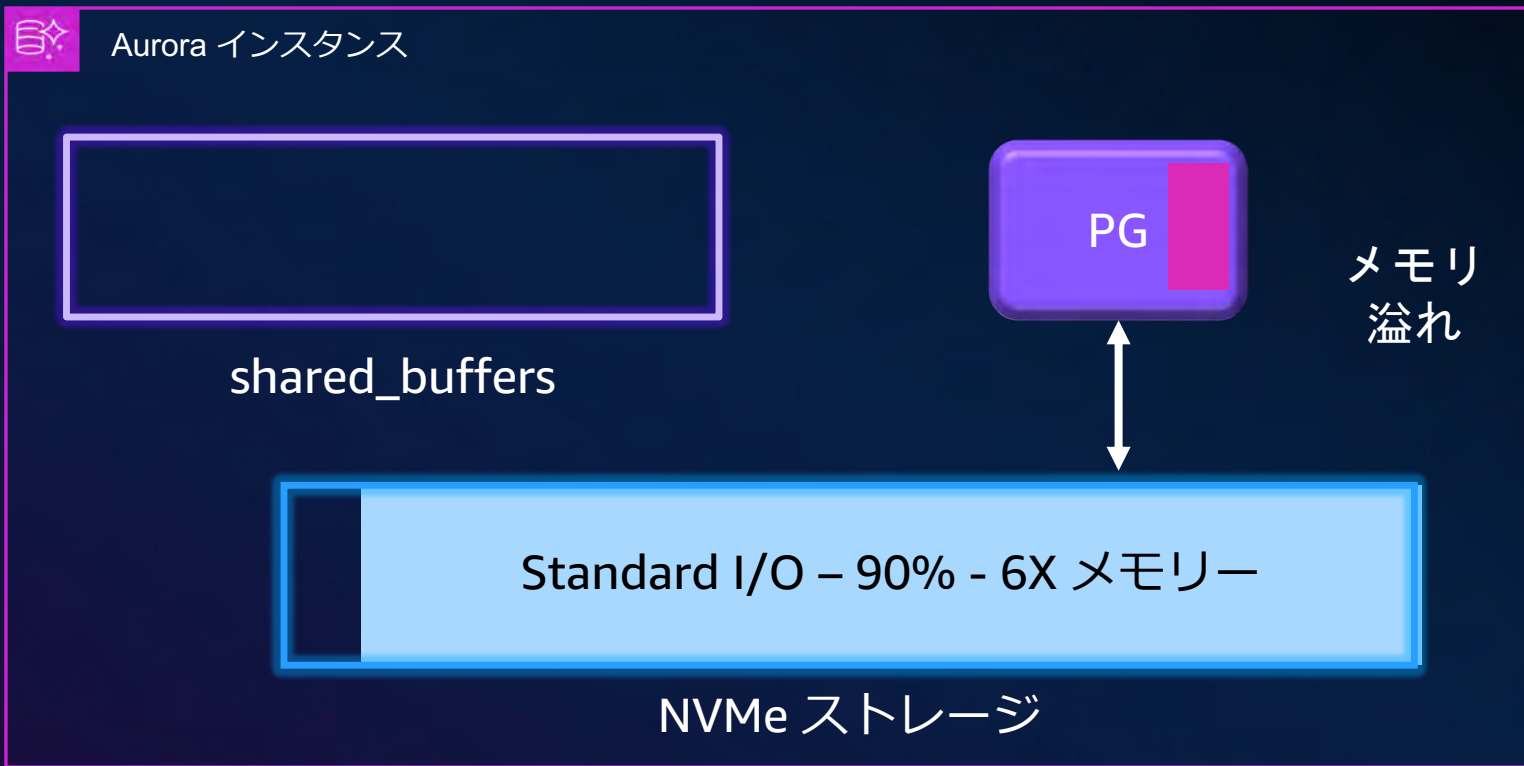 Aurora インスタンス
PG
メモリ
溢れ
shared_buffers
Standard I/O – 90% - 6X メモリー
NVMe ストレージ